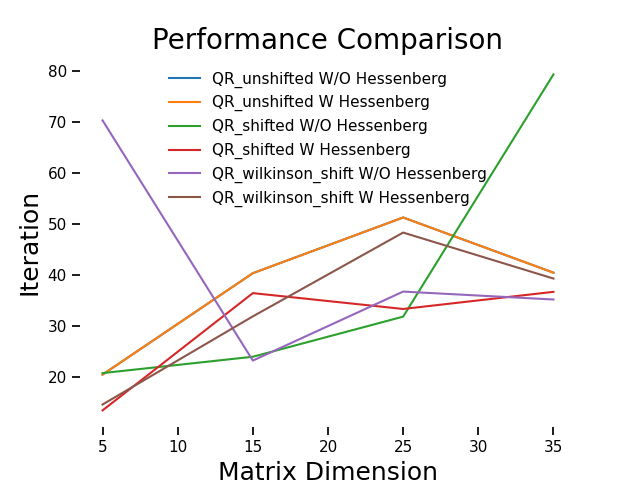 Performance Comparison
80
70
60
50
40
30
20
Iteration
QR_unshifted W/O Hessenberg
QR_unshifted W Hessenberg
QR_shifted W/O Hessenberg
QR_shifted W Hessenberg
QR_wilkinson_shift W/O Hessenberg
QR_wilkinson_shift W Hessenberg
5 10 15 20 25 30 35
Matrix Dimension